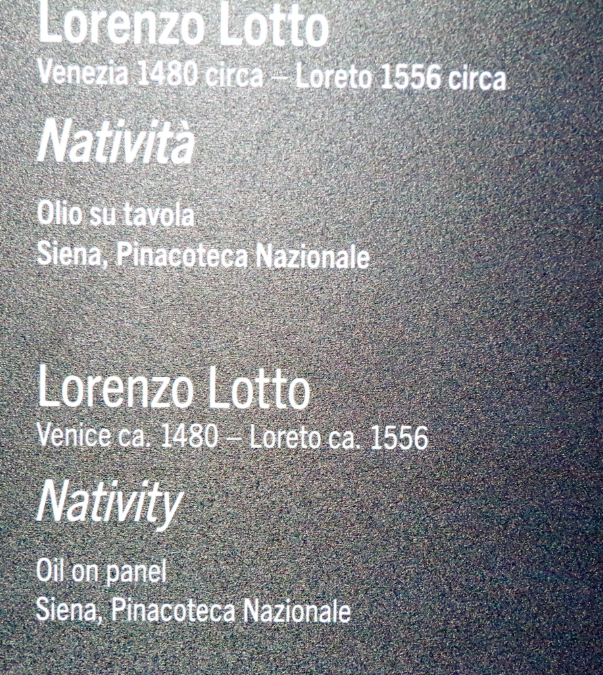 Lorenzo Lotto
Venezia 1480 circa – Loreto 1556 circa
Natività
Olio su tavola
Siena, Pinacoteca Nazionale
Lorenzo Lotto
Venice ca. 1480 – Loreto ca. 1556
Nativity
Oil on panel
Siena, Pinacoteca Nazionale